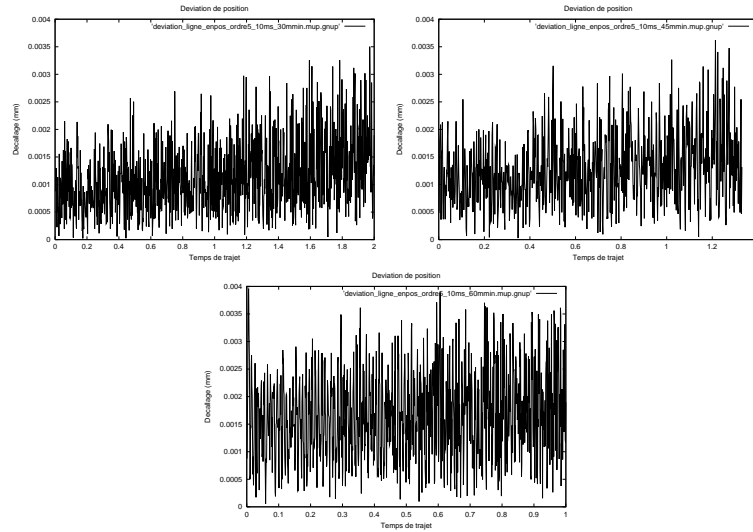 Deviation de position
'deviation_ligne_enpos_ordre5_10ms_30mmin.mup.gnup'
0.004
0.0035
0.003
0.0025
0.002
0.0015
0.001
0.0005
0
Decallage (mm)
0 0.2 0.4 0.6 0.8 1 1.2 1.4 1.6 1.8 2
Temps de trajet
Deviation de position
'deviation_ligne_enpos_ordre5_10ms_45mmin.mup.gnup'
0.004
0.0035
0.003
0.0025
0.002
0.0015
0.001
0.0005
0
Decallage (mm)
0 0.2 0.4 0.6 0.8 1 1.2
Temps de trajet
Deviation de position
'deviation_ligne_enpos_ordre5_10ms_60mmin.mup.gnup'
0.004
0.0035
0.003
0.0025
0.002
0.0015
0.001
0.0005
0
Decallage (mm)
0 0.1 0.2 0.3 0.4 0.5 0.6 0.7 0.8 0.9 1
Temps de trajet